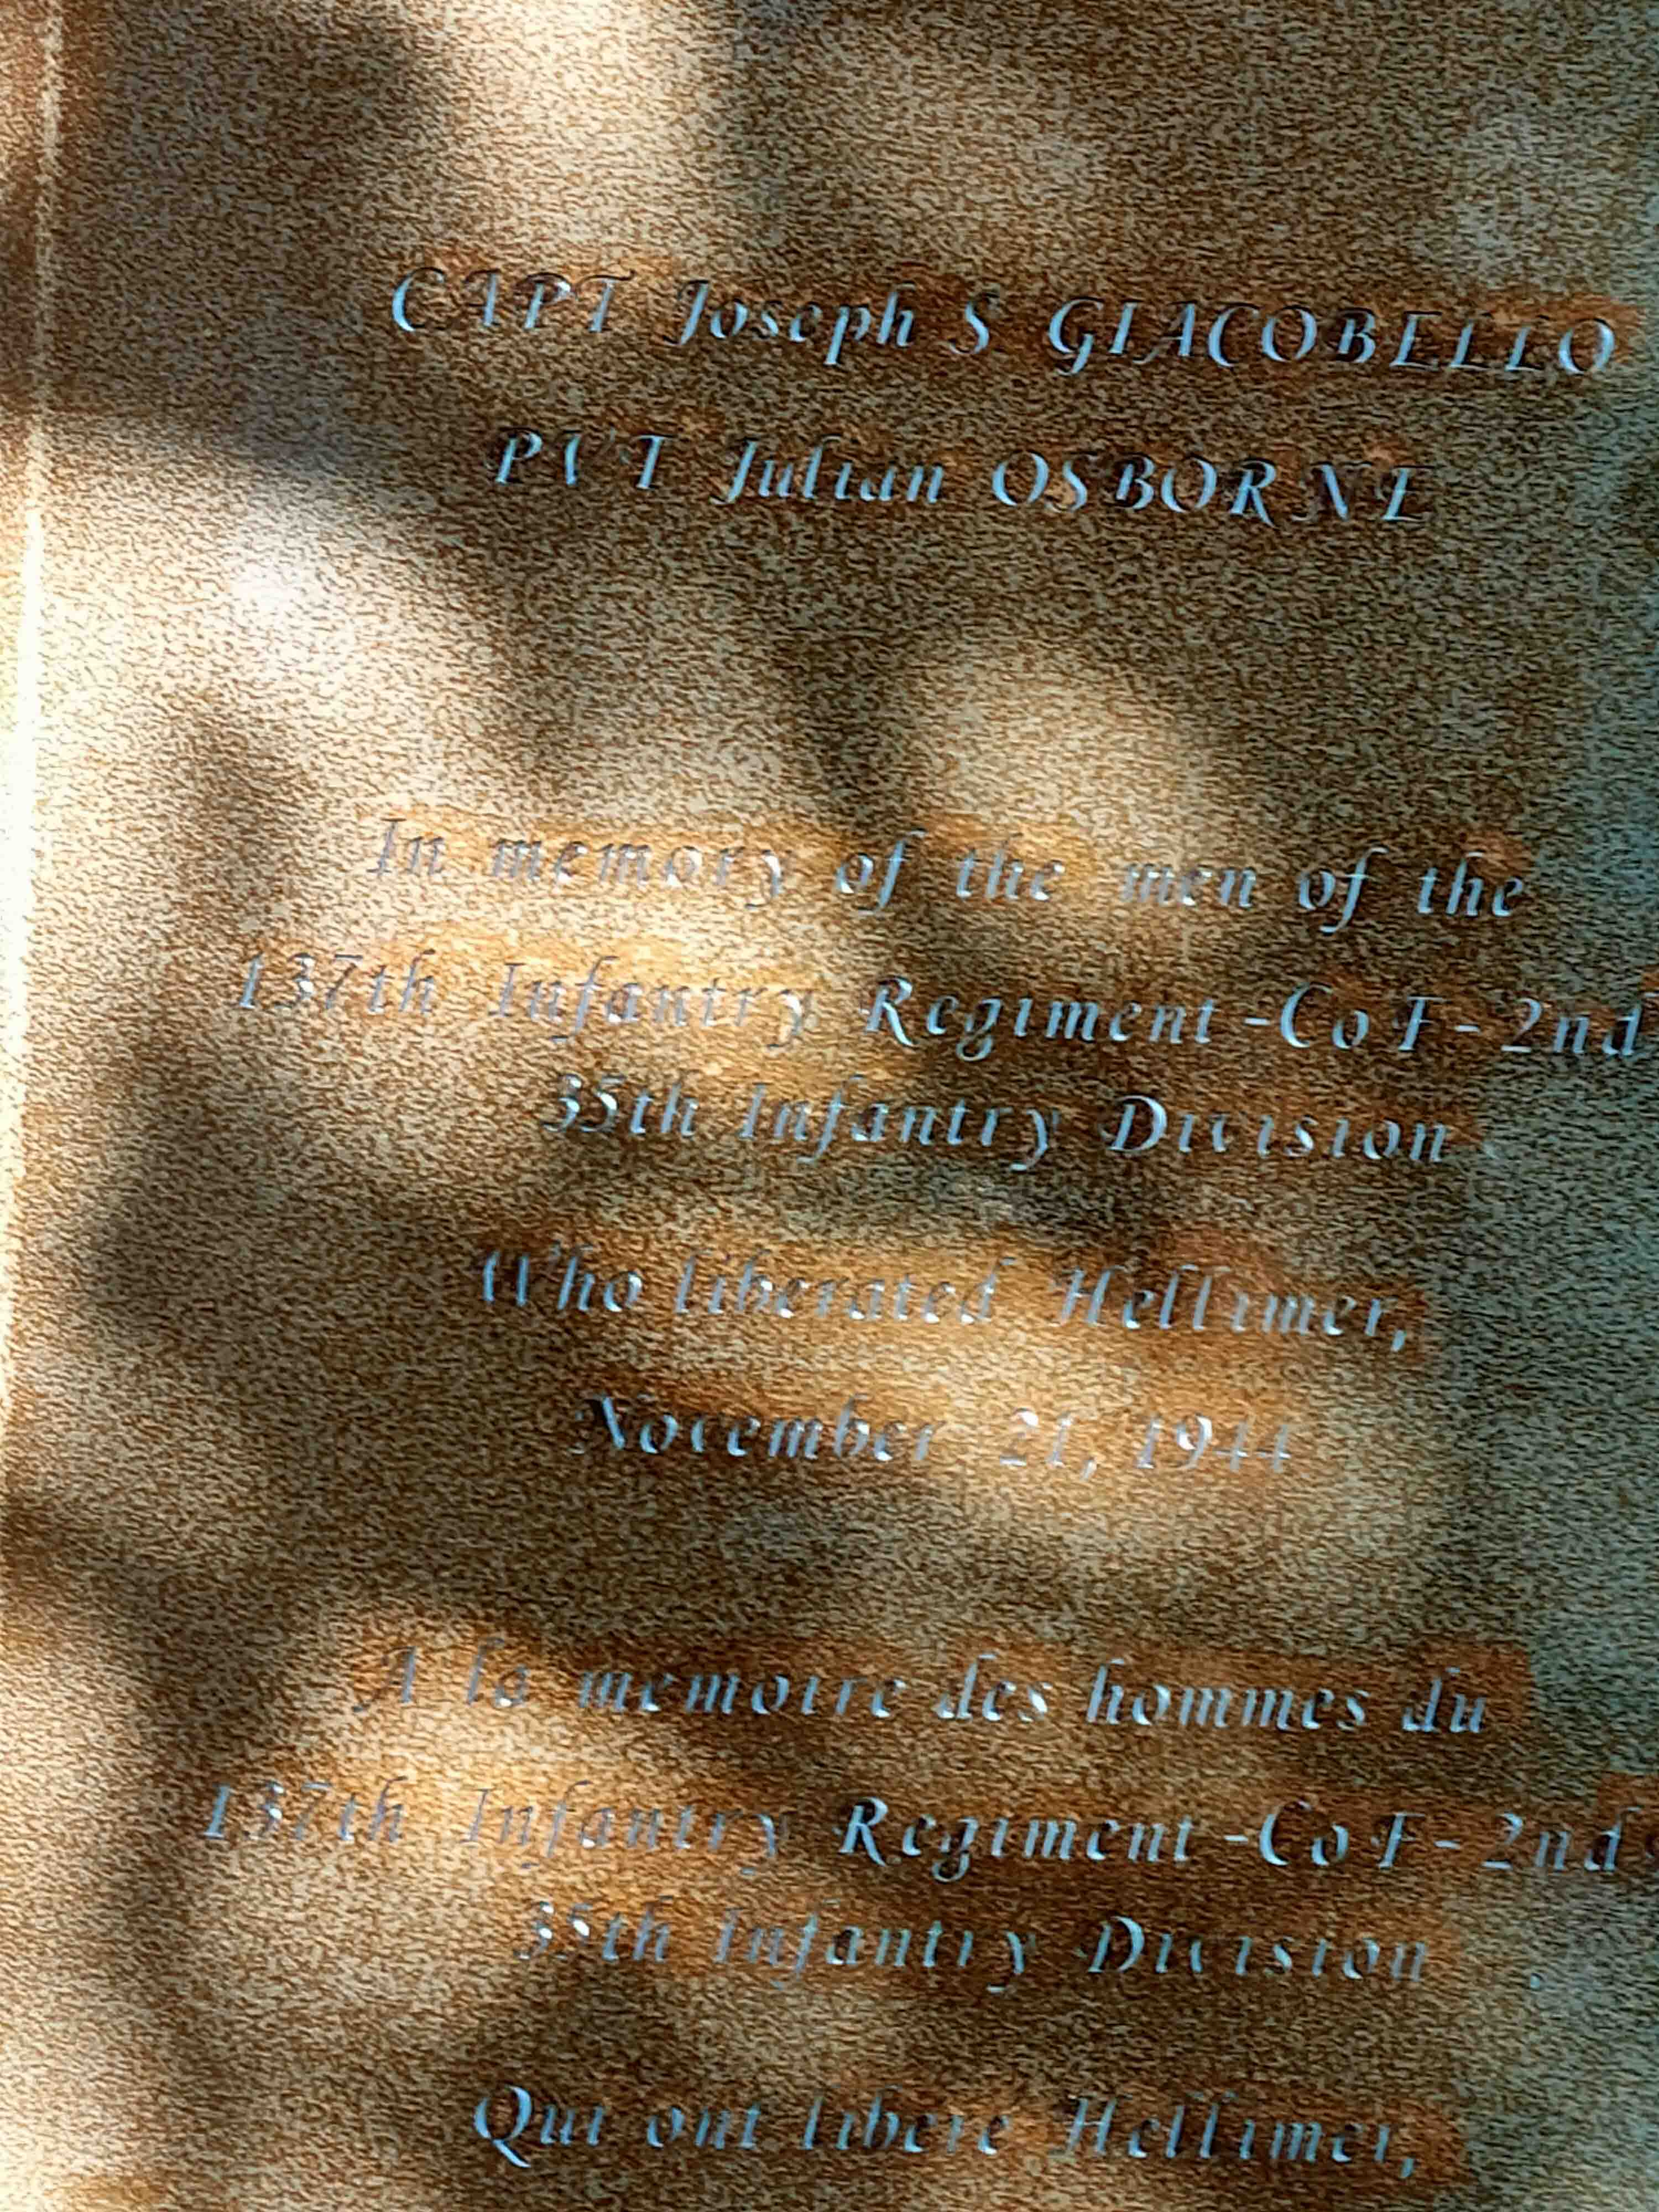 CAPT Joseph S GIACOBELLO
PVT Julian OSBORNE
In memory of the men of the
137th Infantry Regiment-Co F-2nd
35th Infantry Division
Who liberated Hellimer,
November 21, 1944
A la memoire des hommes du
137th Infantry Regiment-Co F-2nd
35th Infantry Division
Qui ont libere Hellimer,